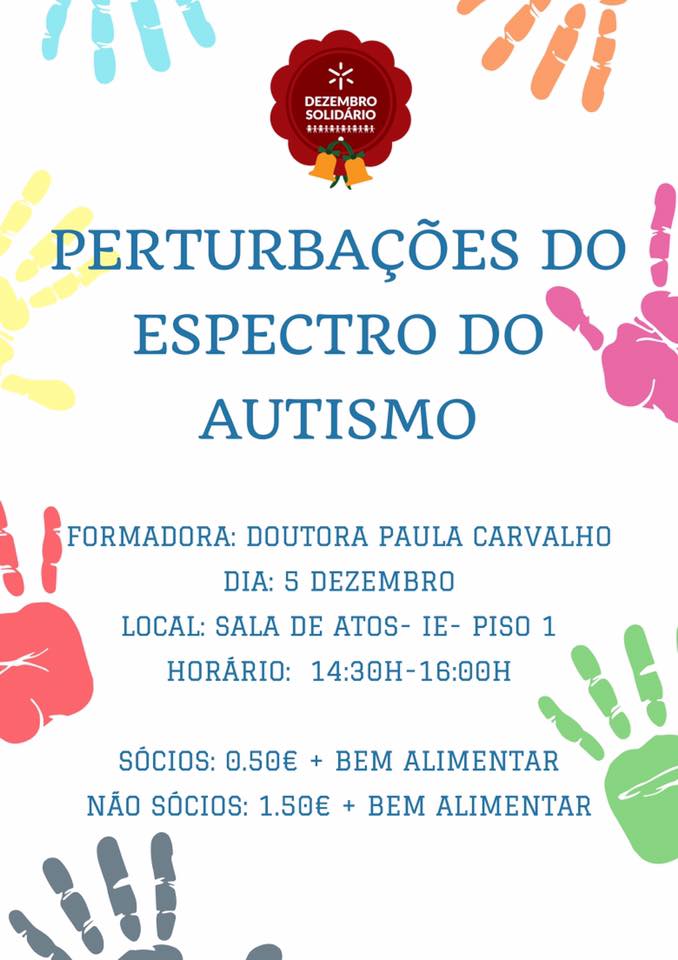 DEZEMBRO
SOLIDÁRIO
PERTURBAÇÕES DO
ESPECTRO DO
AUTISMO
FORMADORA: DOUTORA PAULA CARVALHO
DIA: 5 DEZEMBRO
LOCAL: SALA DE ATOS- IE- PISO 1
HORÁRIO: 14:30H-16:00H
SÓCIOS: 0.50€ + BEM ALIMENTAR
NÃO SÓCIOS: 1.50€ + BEM ALIMENTAR